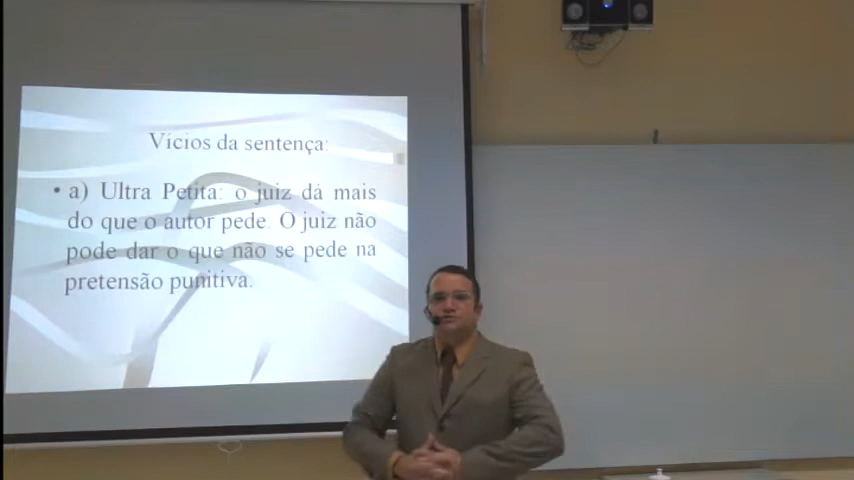 Vícios da sentença:
• a) Ultra Petita: o juiz dá mais
do que o autor pede. O juiz não
pode dar o que não se pede na
pretensão punitiva.